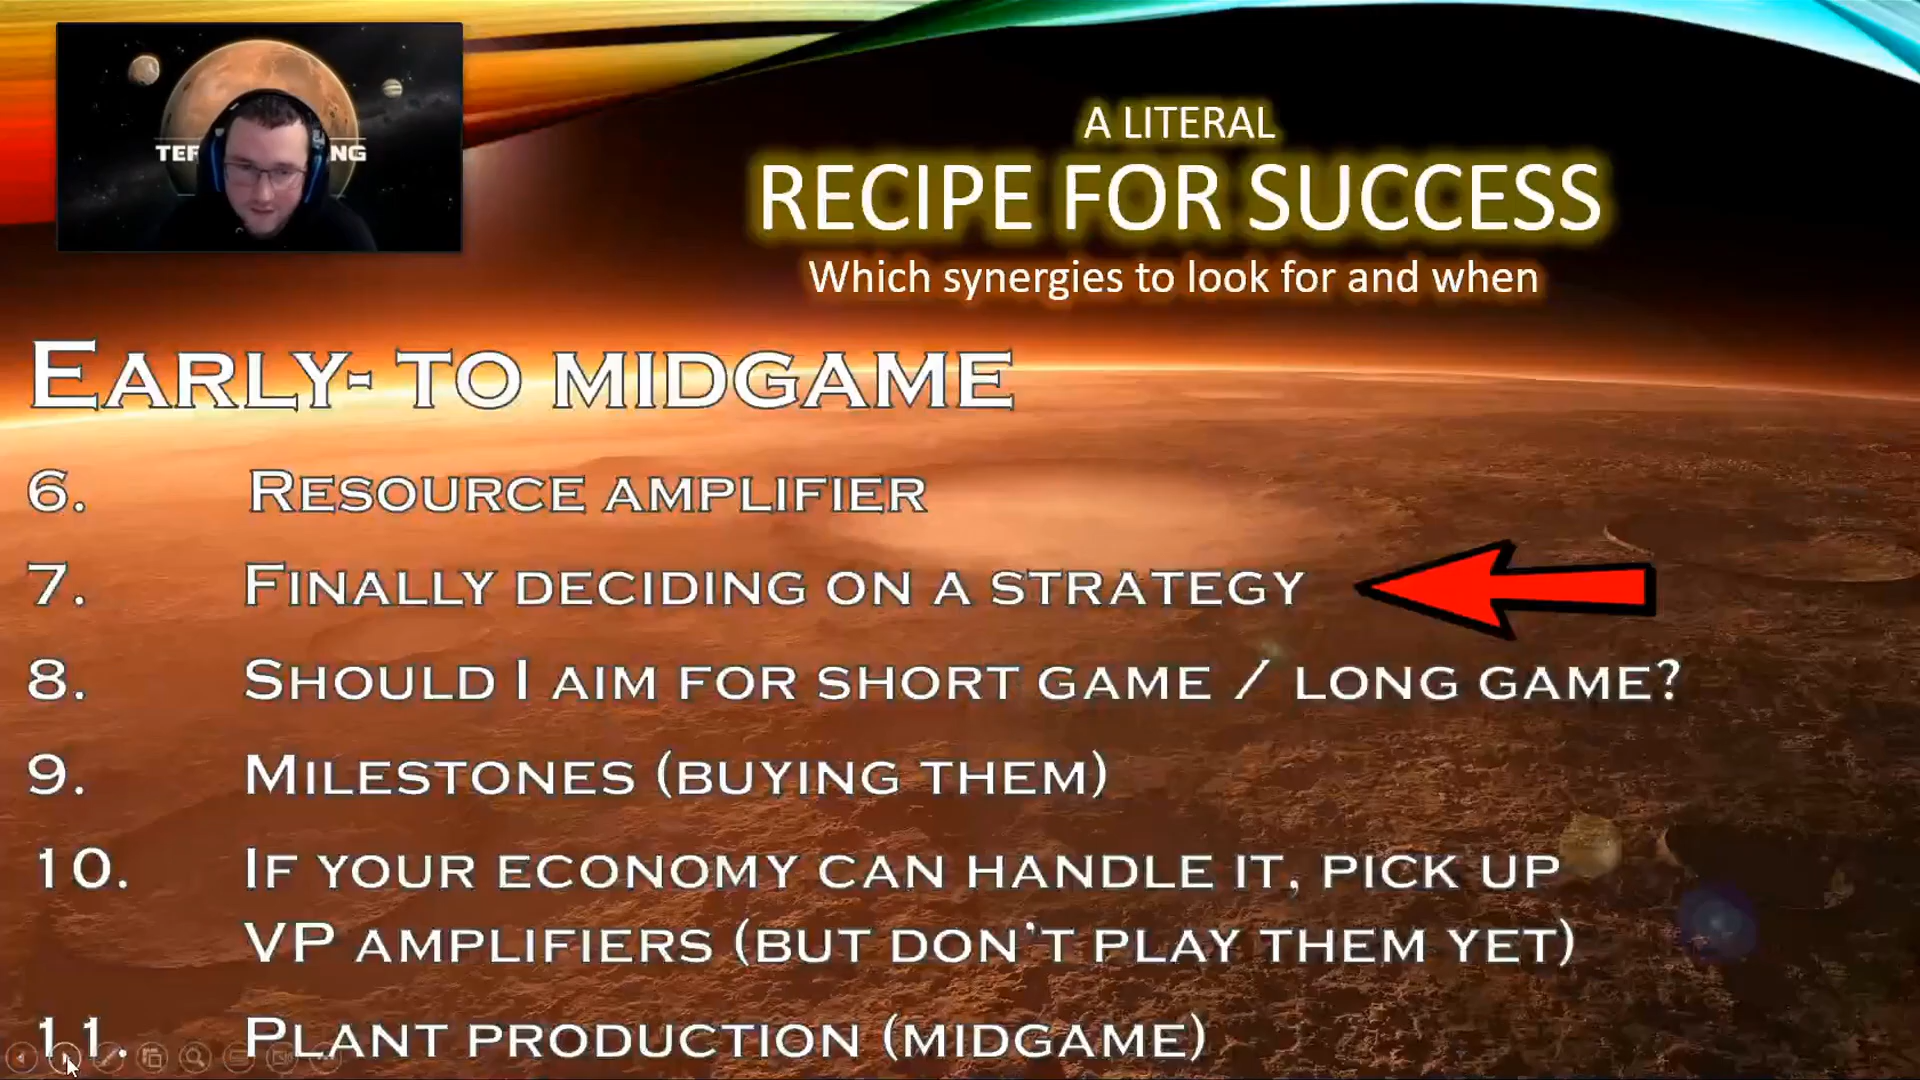 TER NG
A LITERAL
RECIPE FOR SUCCESS
Which synergies to look for and when
EARLY- TO MIDGAME
6. RESOURCE AMPLIFIER
7. FINALLY DECIDING ON A STRATEGY
8. SHOULD I AIM FOR SHORT GAME / LONG GAME?
9. MILESTONES (BUYING THEM)
10. IF YOUR ECONOMY CAN HANDLE IT, PICK UP
VP AMPLIFIERS (BUT DON'T PLAY THEM YET)
11. PLANT PRODUCTION (MIDGAME)